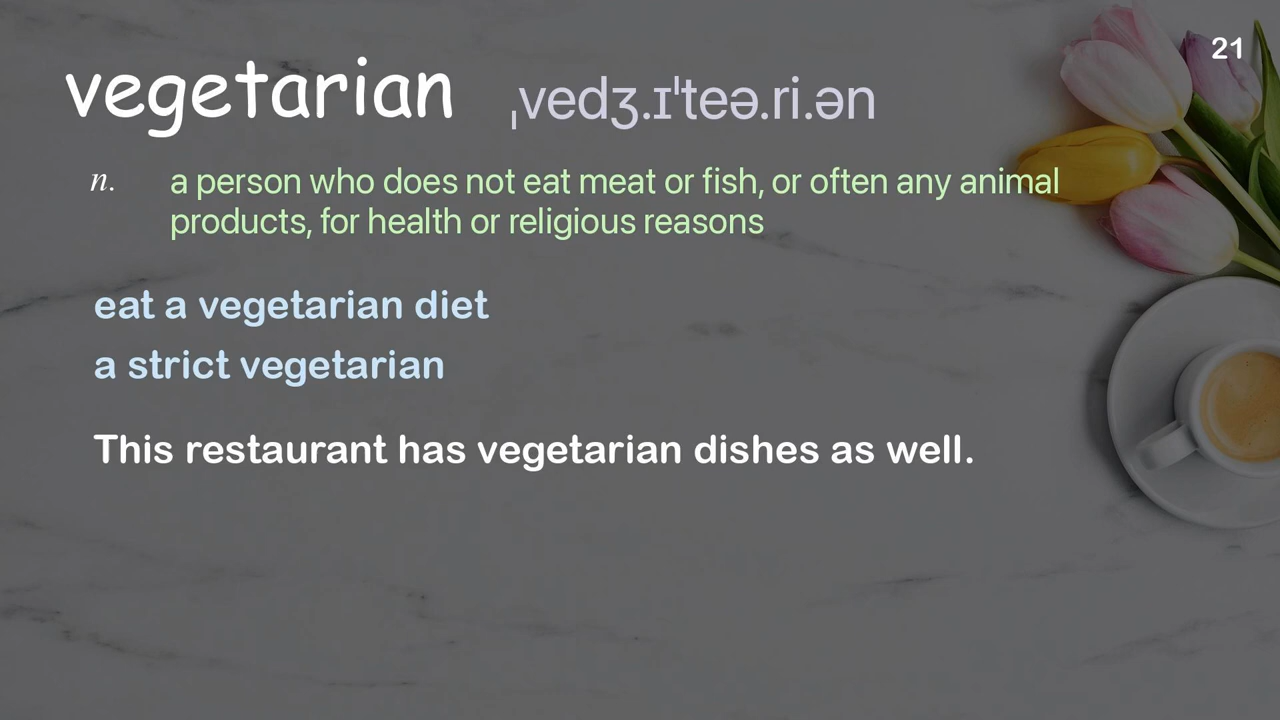 21
vegetarian ˌvedʒ.ɪˈteə.ri.ən
n. a person who does not eat meat or fish, or often any animal
products, for health or religious reasons
eat a vegetarian diet
a strict vegetarian
This restaurant has vegetarian dishes as well.